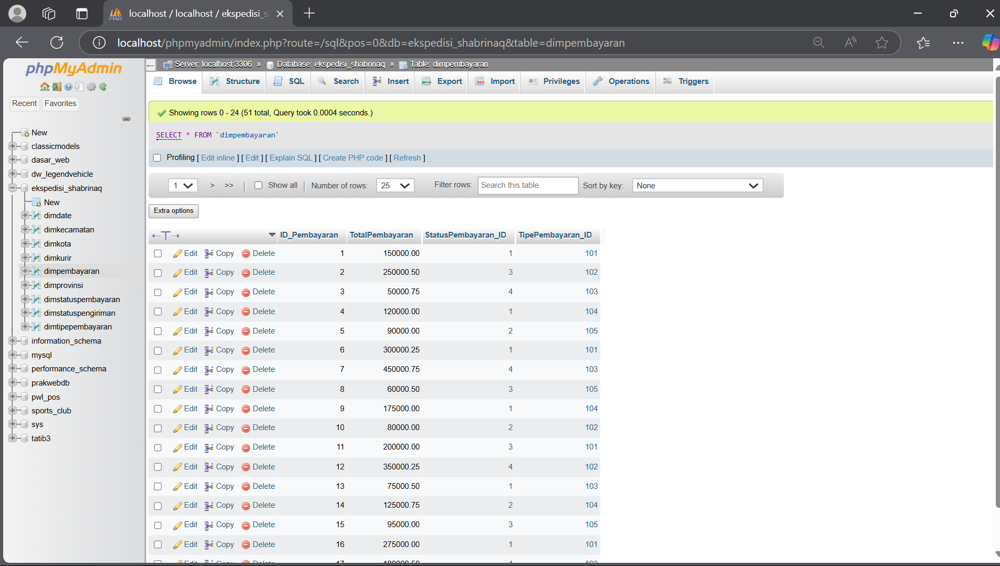 localhost / localhost / ekspedisi_s
localhost/phpmyadmin/index.php?route=/sql&pos=0&db=ekspedisi_shabrinaq&table=dimpembayaran
phpMyAdmin
Recent Favorites
New
classicmodels
dasar_web
dw_legendvehicle
ekspedisi_shabrinaq
New
dimdate
dimkecamatan
dimkota
dimkurir
dimpembayaran
dimprovinsi
dimstatuspembayaran
dimstatuspengiriman
dimtipepembayaran
information_schema
mysql
performance_schema
prakwebdb
pwl_pos
sports_club
sys
tatib3
Server: localhost:3306 » Database: ekspedisi_shabrinaq » Table: dimpembayaran
Browse Structure SQL Search Insert Export Import Privileges Operations Triggers
Showing rows 0 - 24 (51 total, Query took 0.0004 seconds.)
SELECT * FROM `dimpembayaran`
Profiling [ Edit inline ] [ Edit ] [ Explain SQL ] [ Create PHP code ] [ Refresh ]
1 > >> | Show all | Number of rows: 25 Filter rows: Search this table Sort by key: None
Extra options
←T→ ID_Pembayaran TotalPembayaran StatusPembayaran_ID TipePembayaran_ID
Edit Copy Delete 1 150000.00 1 101
Edit Copy Delete 2 250000.50 3 102
Edit Copy Delete 3 50000.75 4 103
Edit Copy Delete 4 120000.00 1 104
Edit Copy Delete 5 90000.00 2 105
Edit Copy Delete 6 300000.25 1 101
Edit Copy Delete 7 450000.75 4 103
Edit Copy Delete 8 60000.50 3 105
Edit Copy Delete 9 175000.00 1 104
Edit Copy Delete 10 80000.00 2 102
Edit Copy Delete 11 200000.00 3 101
Edit Copy Delete 12 350000.25 4 102
Edit Copy Delete 13 75000.50 1 103
Edit Copy Delete 14 125000.75 2 104
Edit Copy Delete 15 95000.00 3 105
Edit Copy Delete 16 275000.00 1 101
Edit Copy Delete 17